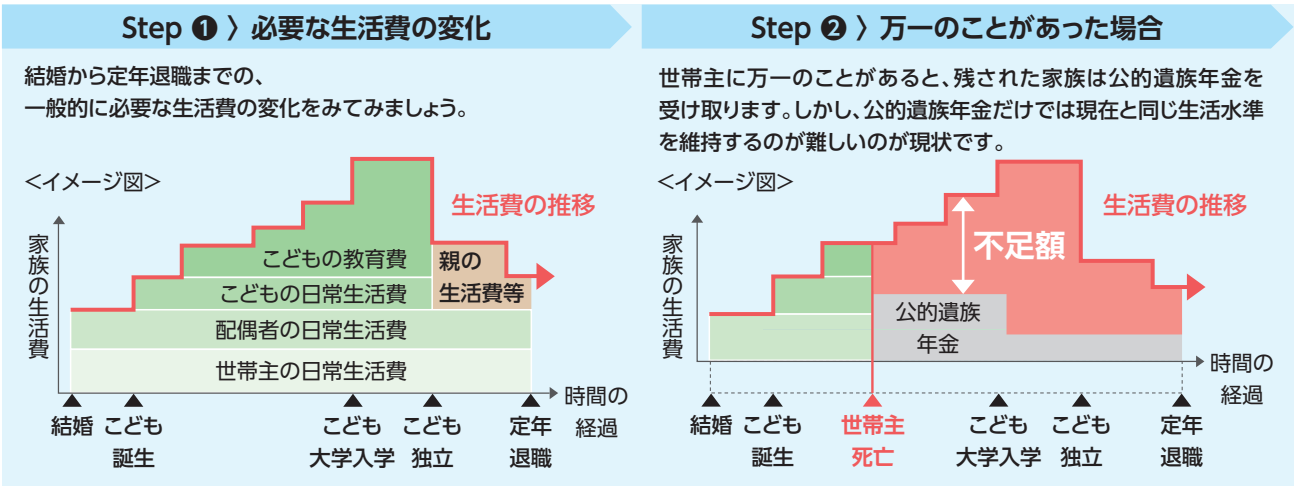 Step ❶ 〉必要な生活費の変化
結婚から定年退職までの、
一般的に必要な生活費の変化をみてみましょう。
<イメージ図>
生活費の推移
家族の生活費
こどもの教育費
こどもの日常生活費
親の
生活費等
配偶者の日常生活費
世帯主の日常生活費
時間の
経過
結婚
こども
誕生
こども
大学入学
こども
独立
定年
退職
Step ❷ 〉万一のことがあった場合
世帯主に万一のことがあると、残された家族は公的遺族年金を
受け取ります。しかし、公的遺族年金だけでは現在と同じ生活水準
を維持するのが難しいのが現状です。
<イメージ図>
生活費の推移
家族の生活費
不足額
公的遺族
年金
時間の
経過
結婚
こども
誕生
世帯主
死亡
こども
大学入学
こども
独立
定年
退職